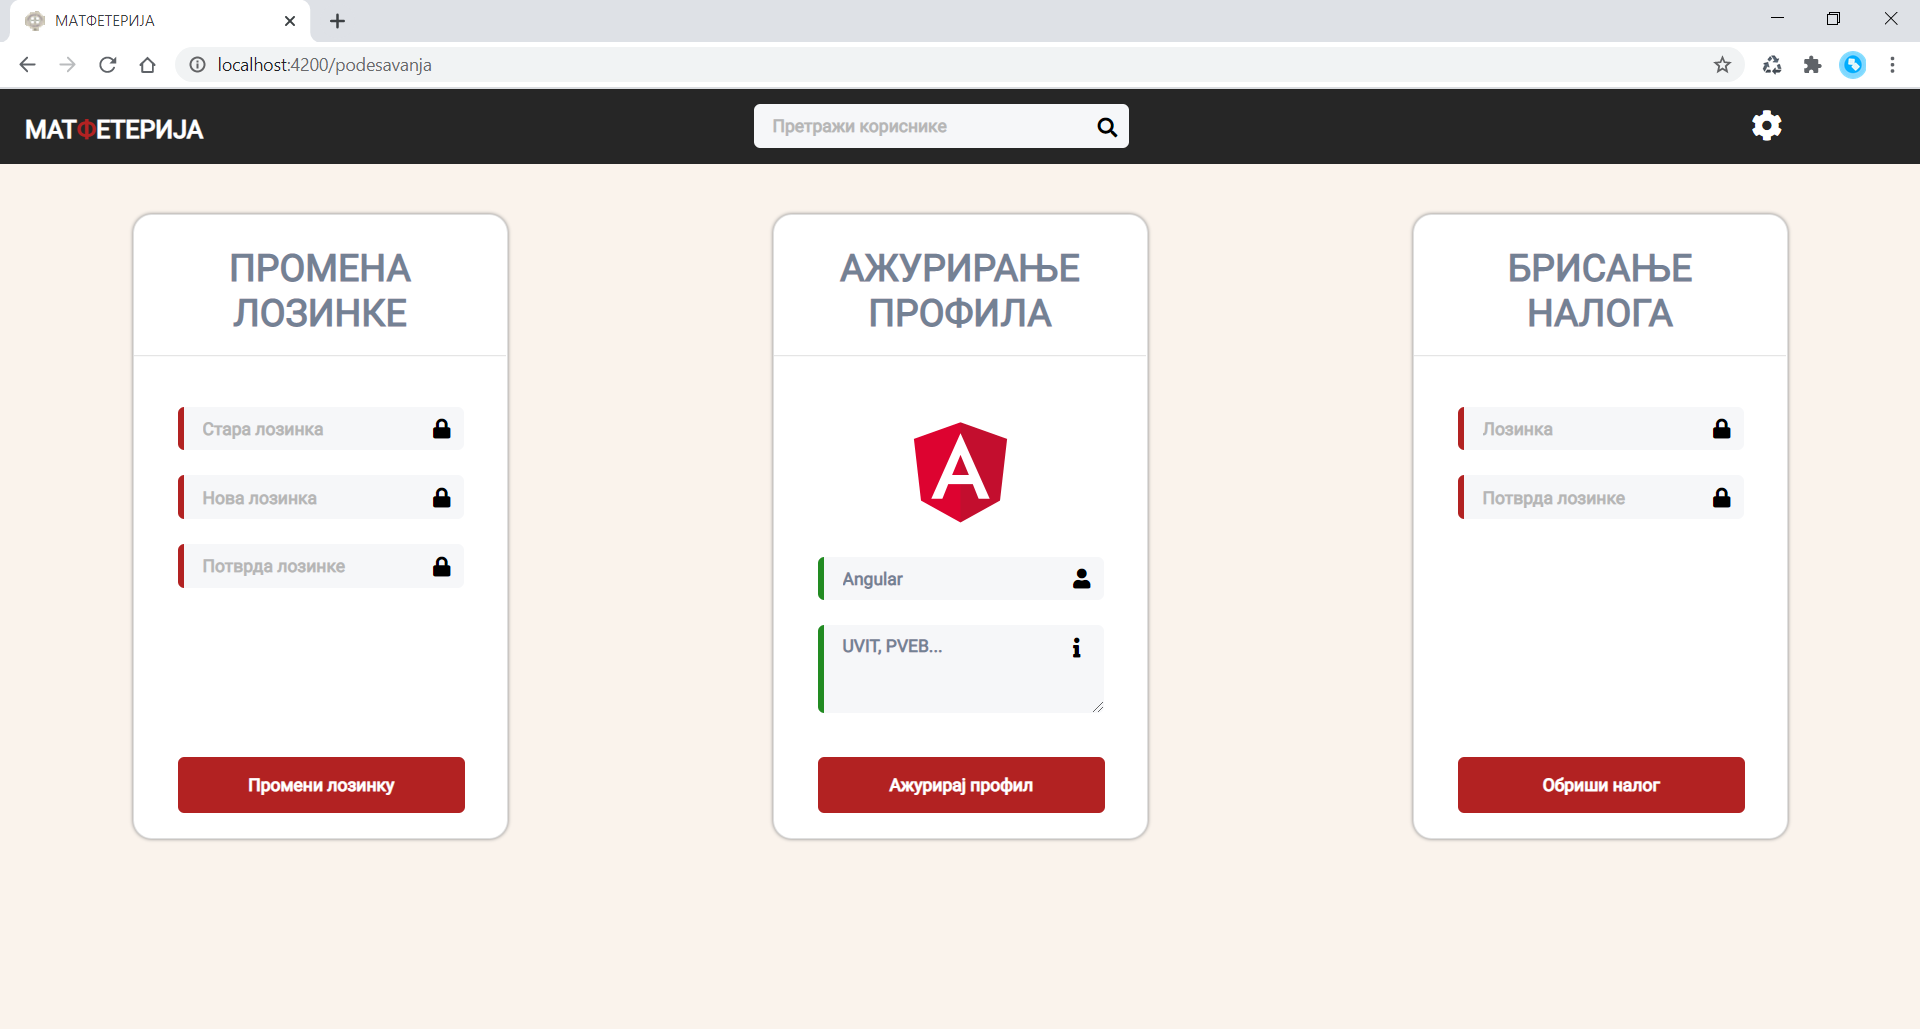 МАТФЕТЕРИЈА
localhost:4200/podesavanja
МАТФЕТЕРИЈА
Претражи кориснике
ПРОМЕНА
ЛОЗИНКЕ
Стара лозинка
Нова лозинка
Потврда лозинке
Промени лозинку
АЖУРИРАЊЕ
ПРОФИЛА
A
Angular
UVIT, PVEB...
Ажурирај профил
БРИСАЊЕ
НАЛОГА
Лозинка
Потврда лозинке
Обриши налог